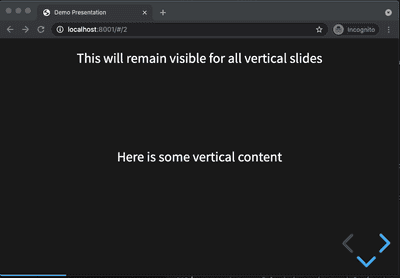 Demo Presentation
localhost:8001/#/2
Incognito
This will remain visible for all vertical slides
Here is some vertical content